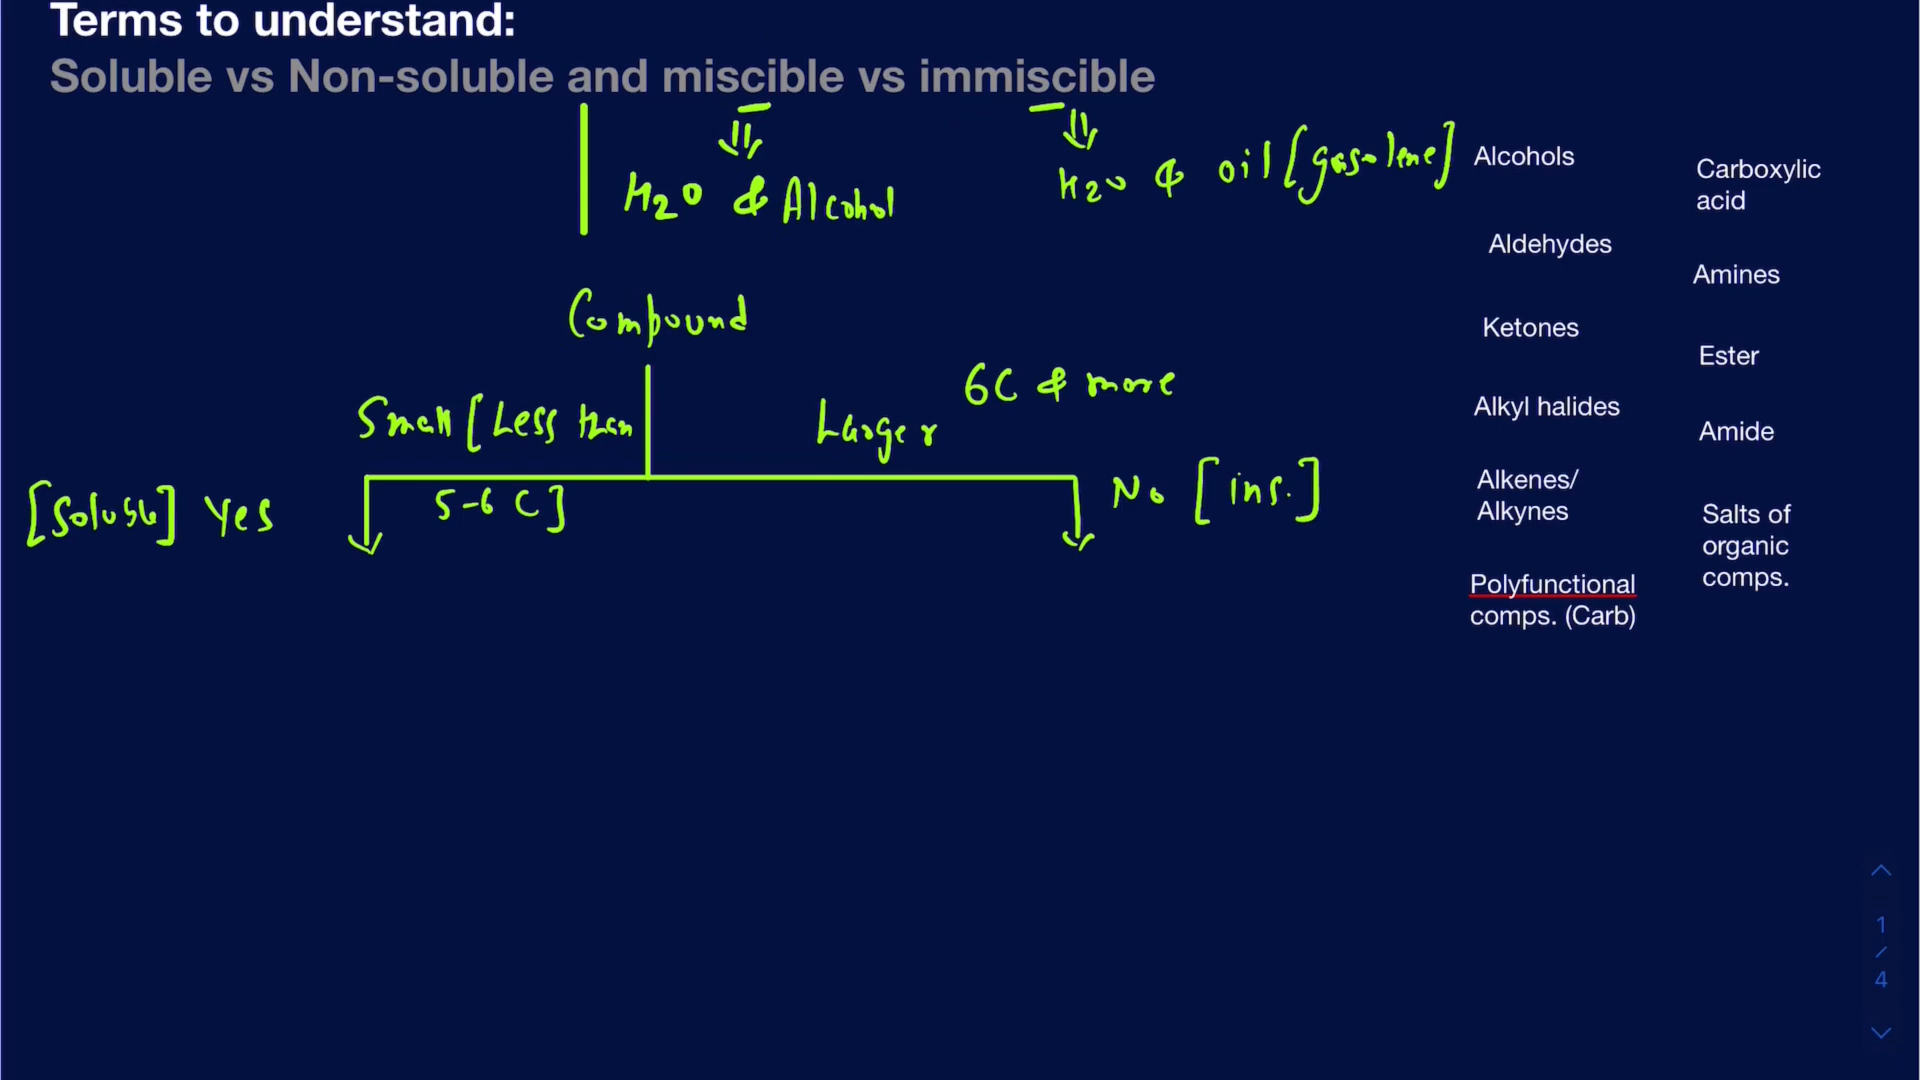 Terms to understand:
Soluble vs Non-soluble and miscible vs immiscible
H2O & Alcohol
H2O & oil [gasolene]
Compound
Small [Less than
5-6 C]
Larger
6C & more
[Soluble] Yes
No [ins.]
Alcohols
Aldehydes
Ketones
Alkyl halides
Alkenes/
Alkynes
Polyfunctional
comps. (Carb)
Carboxylic
acid
Amines
Ester
Amide
Salts of
organic
comps.
1
/
4